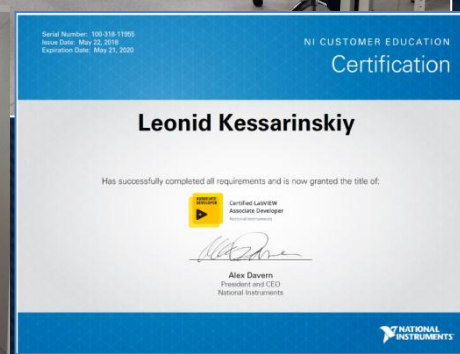 Serial Number: 100-318-11955
Issue Date: May 22, 2018
Expiration Date: May 21, 2020
NI CUSTOMER EDUCATION
Certification
Leonid Kessarinskiy
Has successfully completed all requirements and is now granted the title of:
ASSOCIATE
DEVELOPER
Certified LabVIEW
Associate Developer
National Instruments
Alex Davern
President and CEO
National Instruments
NATIONAL
INSTRUMENTS